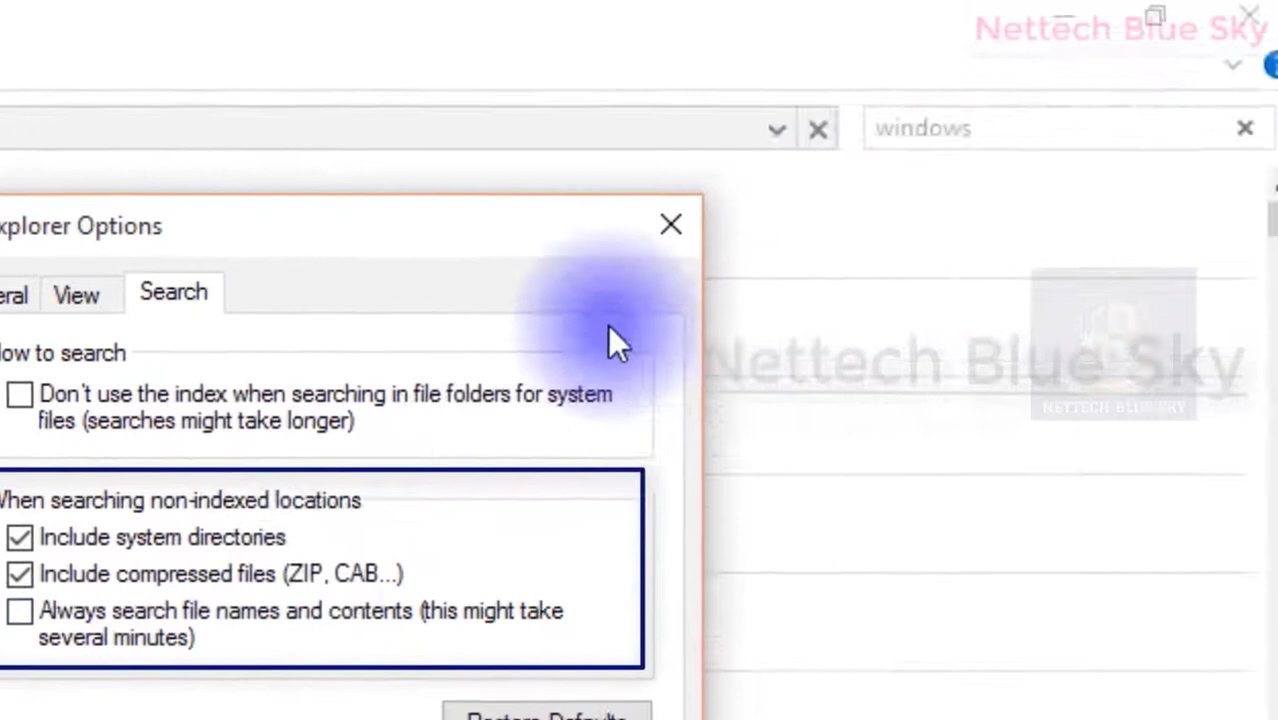 Nettech Blue Sky
windows
xplorer Options
eral View Search
ow to search
Don't use the index when searching in file folders for system
files (searches might take longer)
Nettech Blue Sky
NETTECH BLUE SKY
When searching non-indexed locations
Include system directories
Include compressed files (ZIP, CAB...)
Always search file names and contents (this might take
several minutes)
Restore Defaults